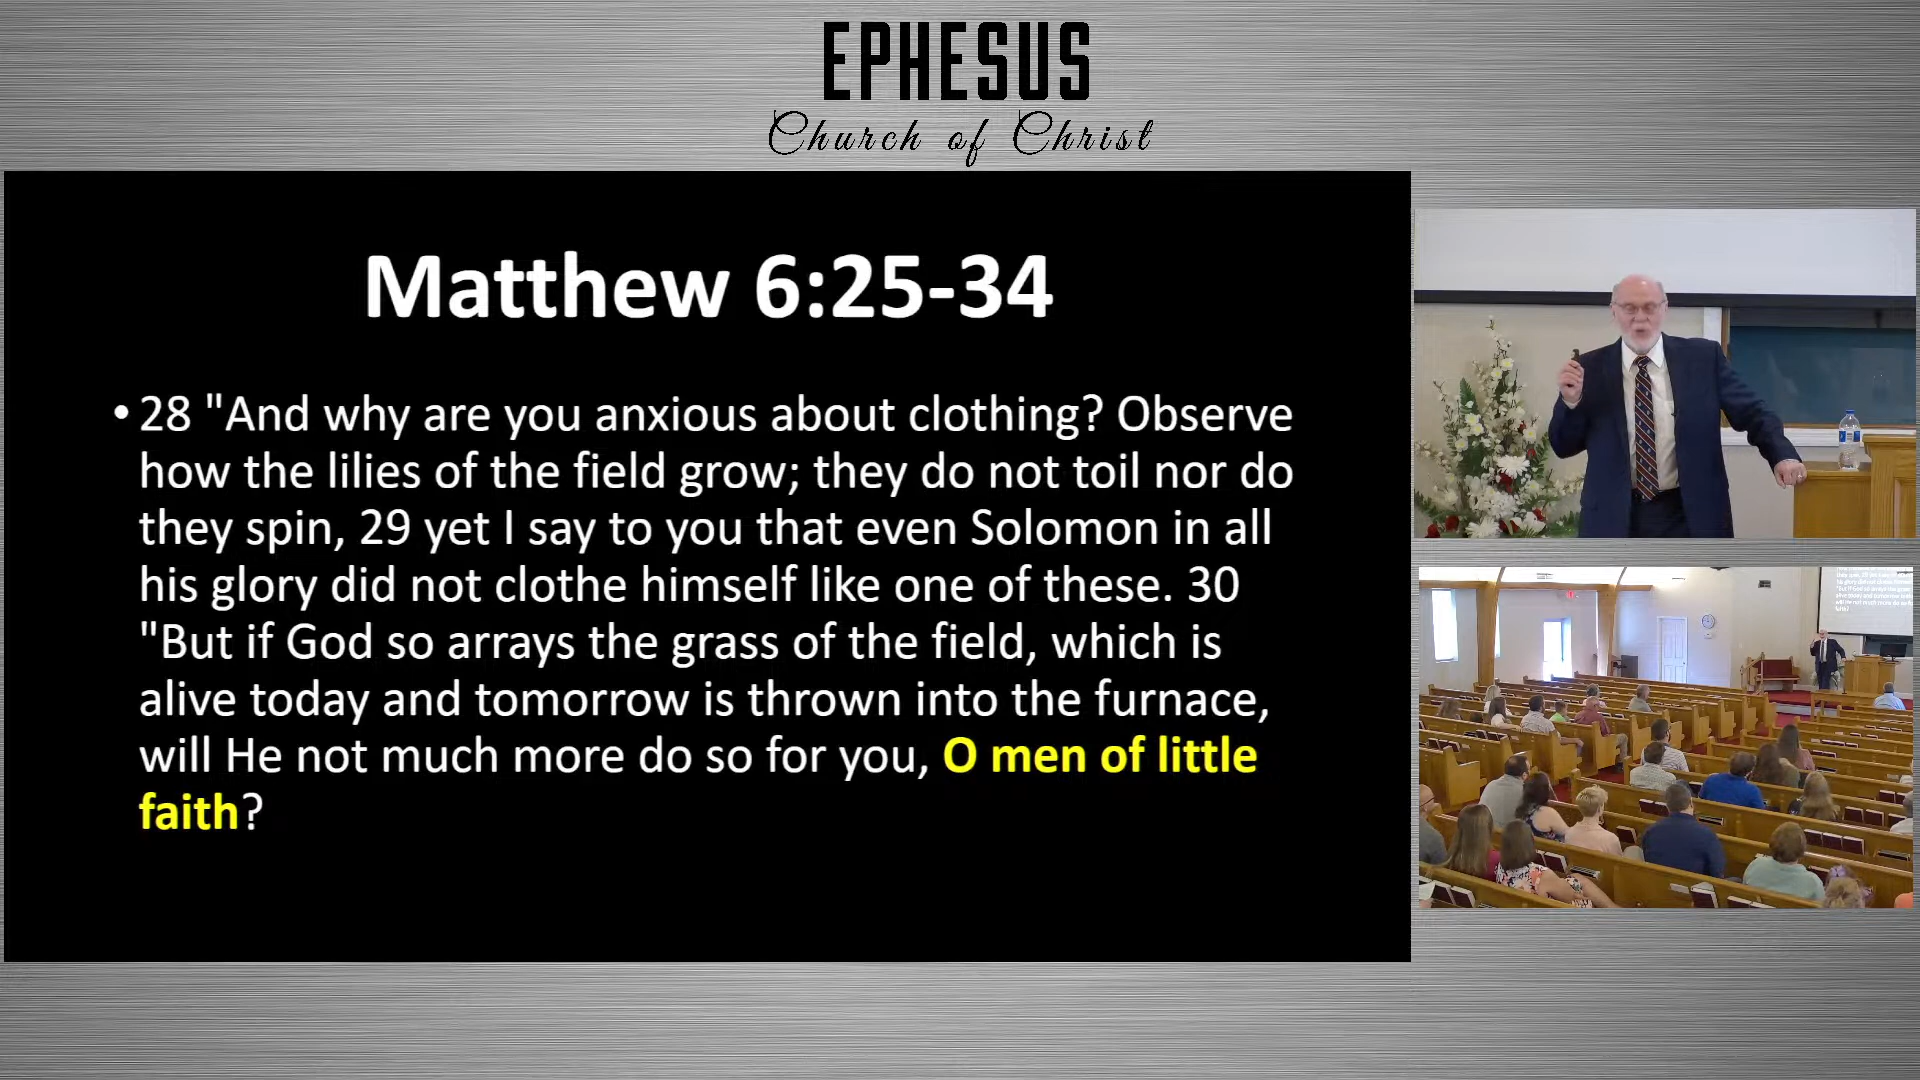 EPHESUS
Church of Christ
Matthew 6:25-34
• 28 "And why are you anxious about clothing? Observe
how the lilies of the field grow; they do not toil nor do
they spin, 29 yet I say to you that even Solomon in all
his glory did not clothe himself like one of these. 30
"But if God so arrays the grass of the field, which is
alive today and tomorrow is thrown into the furnace,
will He not much more do so for you, O men of little
faith?